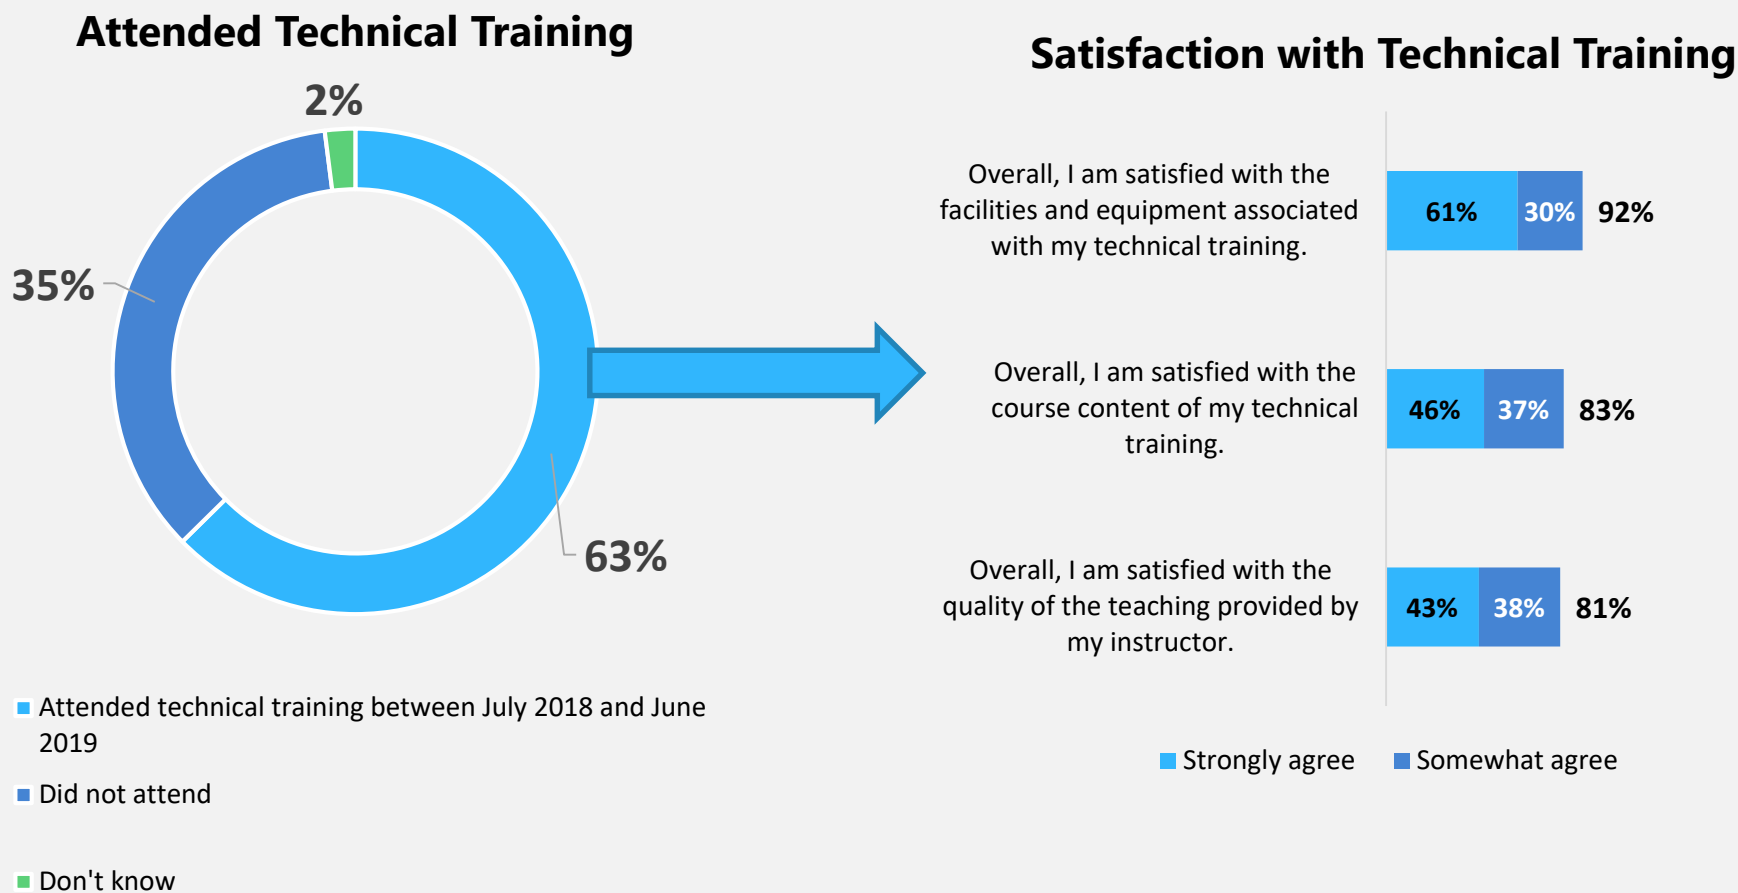 Attended Technical Training
2%
35%
63%
Attended technical training between July 2018 and June
2019
Did not attend
Don't know
Satisfaction with Technical Training
Overall, I am satisfied with the
facilities and equipment associated
with my technical training.
61% 30% 92%
Overall, I am satisfied with the
course content of my technical
training.
46% 37% 83%
Overall, I am satisfied with the
quality of the teaching provided by
my instructor.
43% 38% 81%
Strongly agree Somewhat agree